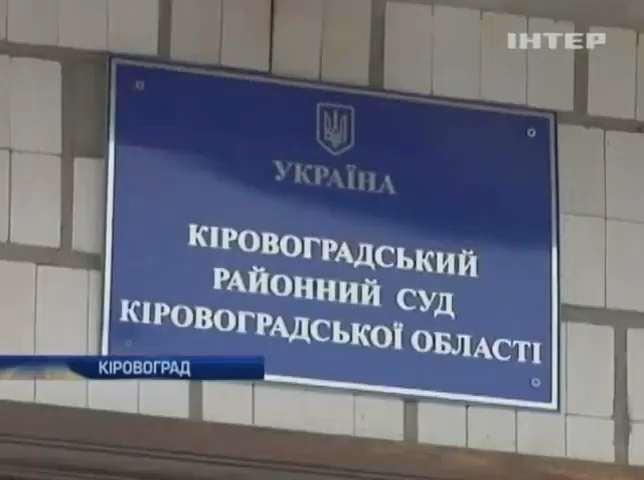 ІНТЕР
УКРАЇНА
КІРОВОГРАДСЬКИЙ
РАЙОННИЙ СУД
КІРОВОГРАДСЬКОЇ ОБЛАСТІ
КІРОВОГРАД